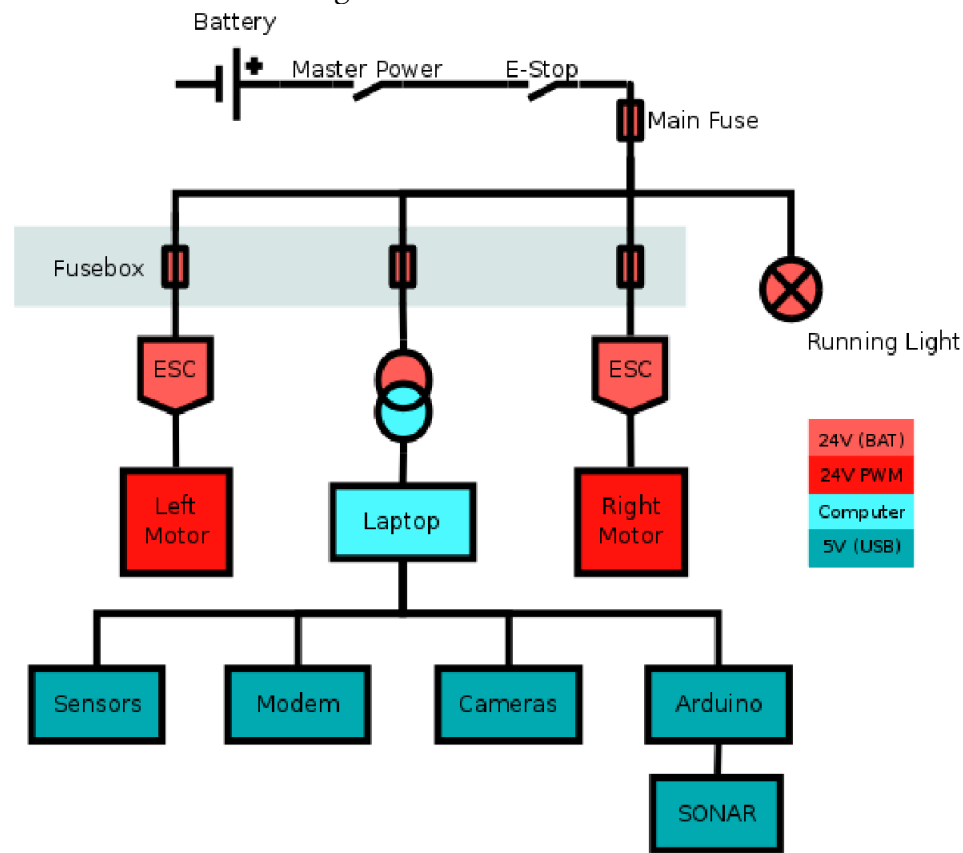 Battery
Master Power
E-Stop
Main Fuse
Fusebox
Running Light
ESC
ESC
24V (BAT)
24V PWM
Computer
5V (USB)
Left
Motor
Laptop
Right
Motor
Sensors
Modem
Cameras
Arduino
SONAR